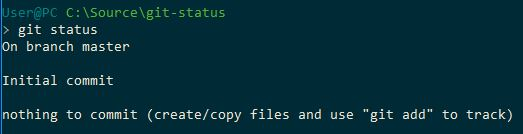 User@PC C:\Source\git-status
> git status
On branch master
Initial commit
nothing to commit (create/copy files and use "git add" to track)